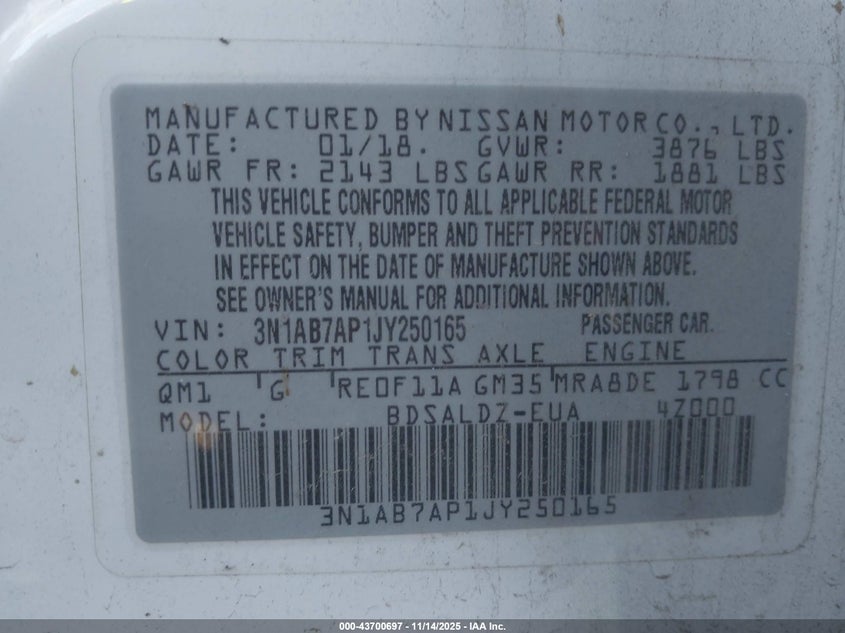 MANUFACTURED BY NISSAN MOTOR CO., LTD.
DATE: 01/18. GVWR: 3876 LBS
GAWR FR: 2143 LBS GAWR RR: 1881 LBS
THIS VEHICLE CONFORMS TO ALL APPLICABLE FEDERAL MOTOR
VEHICLE SAFETY, BUMPER AND THEFT PREVENTION STANDARDS
IN EFFECT ON THE DATE OF MANUFACTURE SHOWN ABOVE.
SEE OWNER'S MANUAL FOR ADDITIONAL INFORMATION.
VIN: 3N1AB7AP1JY250165 PASSENGER CAR.
COLOR TRIM TRANS AXLE ENGINE
QM1 G RE0F11A GM35 MRA8DE 1798 CC
MODEL: BDSALDZ-EUA 4Z000
3N1AB7AP1JY250165
000-43700697 - 11/14/2025 - IAA Inc.